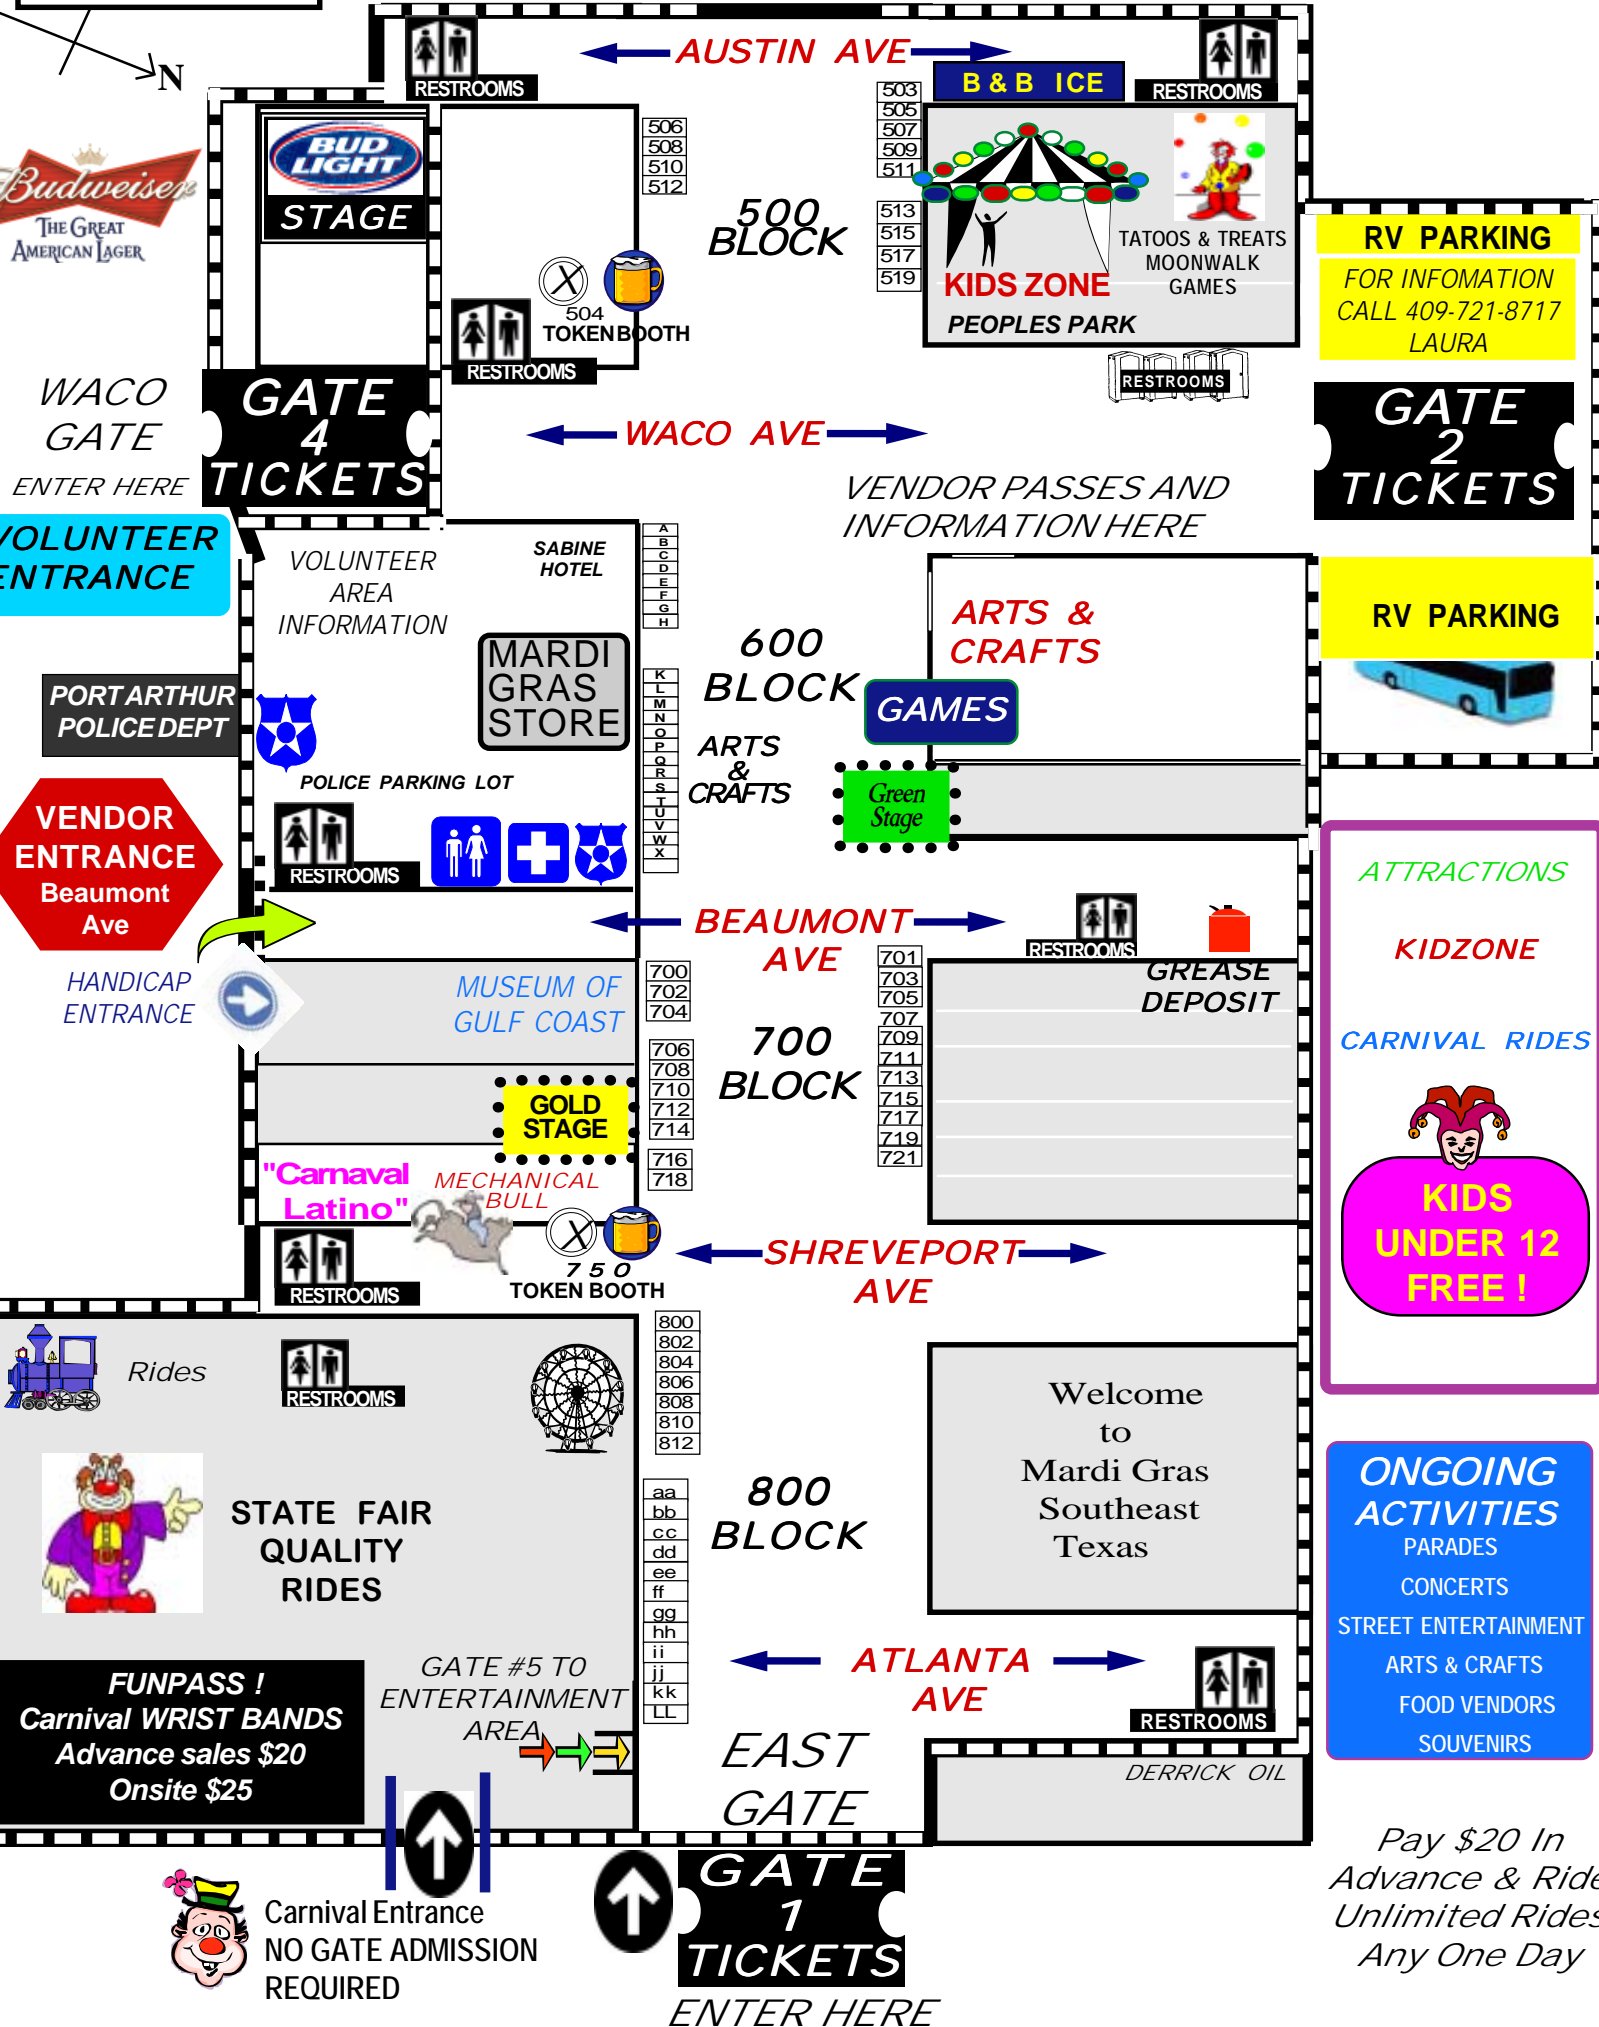 N
AUSTIN AVE
RESTROOMS
B & B ICE
RESTROOMS
Budweiser
THE GREAT
AMERICAN LAGER
BUD
LIGHT
STAGE
506
508
510
512
503
505
507
509
511
513
515
517
519
500
BLOCK
TATOOS & TREATS
MOONWALK
GAMES
KIDS ZONE
PEOPLES PARK
RV PARKING
FOR INFOMATION
CALL 409-721-8717
LAURA
X
504
TOKEN BOOTH
RESTROOMS
RESTROOMS
WACO
GATE
ENTER HERE
GATE
4
TICKETS
WACO AVE
GATE
2
TICKETS
VENDOR PASSES AND
INFORMATION HERE
VOLUNTEER
ENTRANCE
VOLUNTEER
AREA
INFORMATION
SABINE
HOTEL
A
B
C
D
E
F
G
H
MARDI
GRAS
STORE
K
L
M
N
O
P
Q
R
S
T
U
V
W
X
600
BLOCK
ARTS
&
CRAFTS
ARTS &
CRAFTS
GAMES
Green
Stage
RV PARKING
PORT ARTHUR
POLICE DEPT
POLICE PARKING LOT
RESTROOMS
VENDOR
ENTRANCE
Beaumont
Ave
HANDICAP
ENTRANCE
BEAUMONT
AVE
RESTROOMS
GREASE
DEPOSIT
ATTRACTIONS
KIDZONE
CARNIVAL RIDES
KIDS
UNDER 12
FREE !
MUSEUM OF
GULF COAST
700
702
704
706
708
710
712
714
716
718
700
BLOCK
701
703
705
707
709
711
713
715
717
719
721
GOLD
STAGE
"Carnaval
Latino"
MECHANICAL
BULL
X
750
TOKEN BOOTH
RESTROOMS
SHREVEPORT
AVE
Rides
RESTROOMS
800
802
804
806
808
810
812
Welcome
to
Mardi Gras
Southeast
Texas
STATE FAIR
QUALITY
RIDES
aa
bb
cc
dd
ee
ff
gg
hh
ii
jj
kk
LL
800
BLOCK
ONGOING
ACTIVITIES
PARADES
CONCERTS
STREET ENTERTAINMENT
ARTS & CRAFTS
FOOD VENDORS
SOUVENIRS
FUNPASS !
Carnival WRIST BANDS
Advance sales $20
Onsite $25
GATE #5 TO
ENTERTAINMENT
AREA
ATLANTA
AVE
RESTROOMS
EAST
GATE
DERRICK OIL
Carnival Entrance
NO GATE ADMISSION
REQUIRED
GATE
1
TICKETS
ENTER HERE
Pay $20 In
Advance & Ride
Unlimited Rides
Any One Day